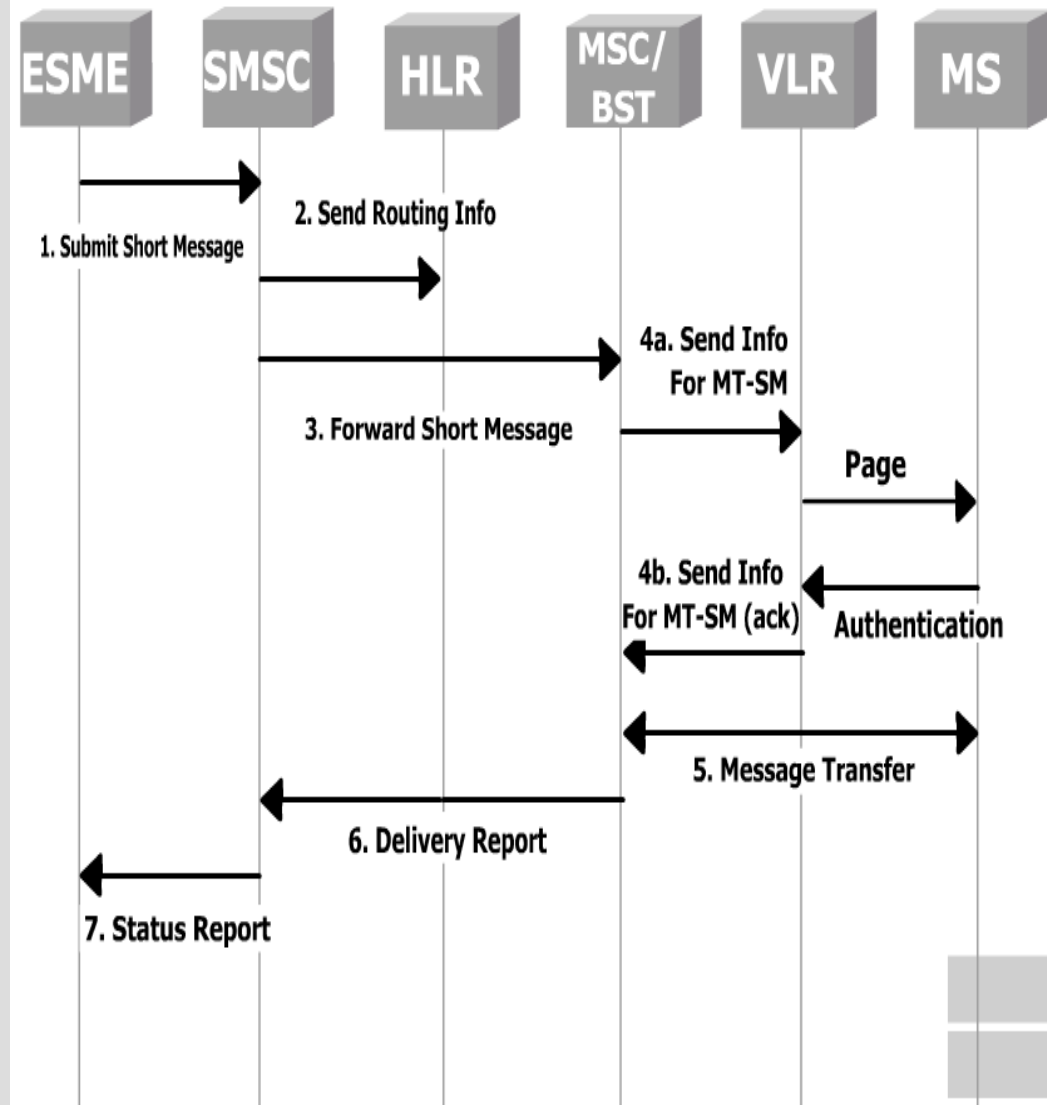 ESME
SMSC
HLR
MSC/
BST
VLR
MS
2. Send Routing Info
1. Submit Short Message
4a. Send Info
For MT-SM
3. Forward Short Message
Page
4b. Send Info
For MT-SM (ack)
Authentication
5. Message Transfer
6. Delivery Report
7. Status Report